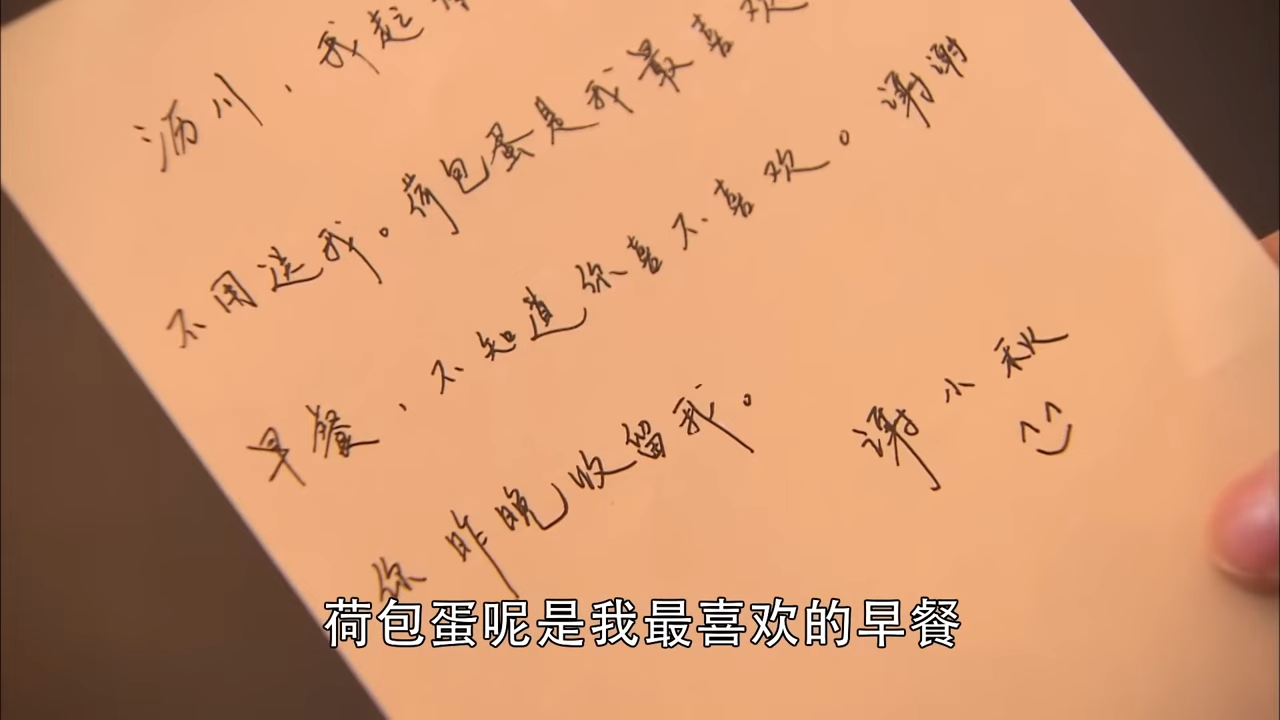 沥川，我起
不用送我。荷包蛋是我最喜欢
早餐，不知道你喜不喜欢。谢谢
你昨晚收留我。
谢小秋
荷包蛋呢是我最喜欢的早餐